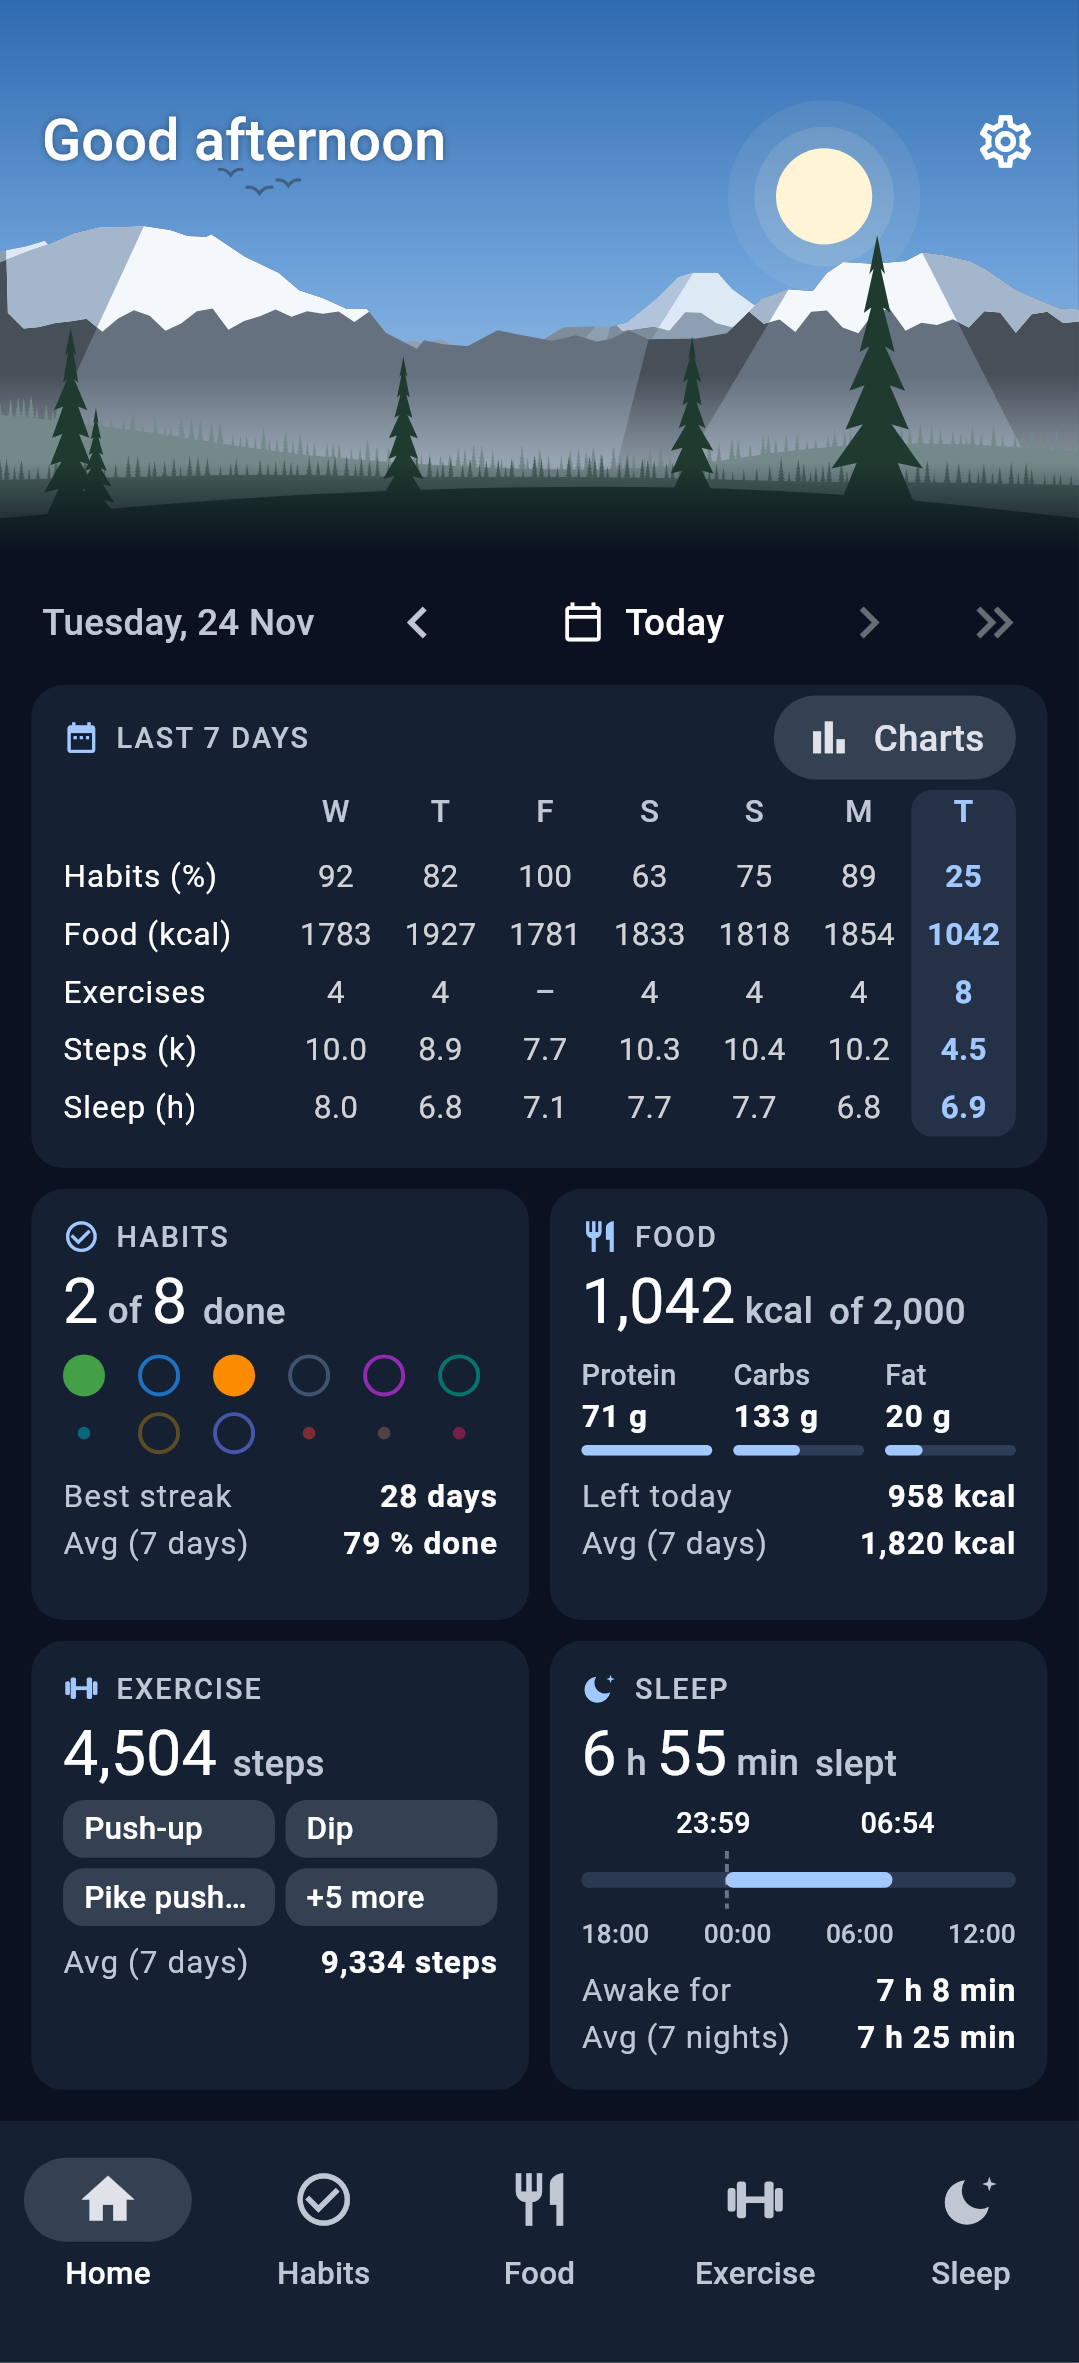 Good afternoon
Tuesday, 24 Nov
Today
LAST 7 DAYS
Charts
W T F S S M T
Habits (%) 92 82 100 63 75 89 25
Food (kcal) 1783 1927 1781 1833 1818 1854 1042
Exercises 4 4 – 4 4 4 8
Steps (k) 10.0 8.9 7.7 10.3 10.4 10.2 4.5
Sleep (h) 8.0 6.8 7.1 7.7 7.7 6.8 6.9
HABITS
2 of 8 done
Best streak 28 days
Avg (7 days) 79 % done
FOOD
1,042 kcal of 2,000
Protein Carbs Fat
71 g 133 g 20 g
Left today 958 kcal
Avg (7 days) 1,820 kcal
EXERCISE
4,504 steps
Push-up Dip
Pike push... +5 more
Avg (7 days) 9,334 steps
SLEEP
6 h 55 min slept
23:59 06:54
18:00 00:00 06:00 12:00
Awake for 7 h 8 min
Avg (7 nights) 7 h 25 min
Home Habits Food Exercise Sleep